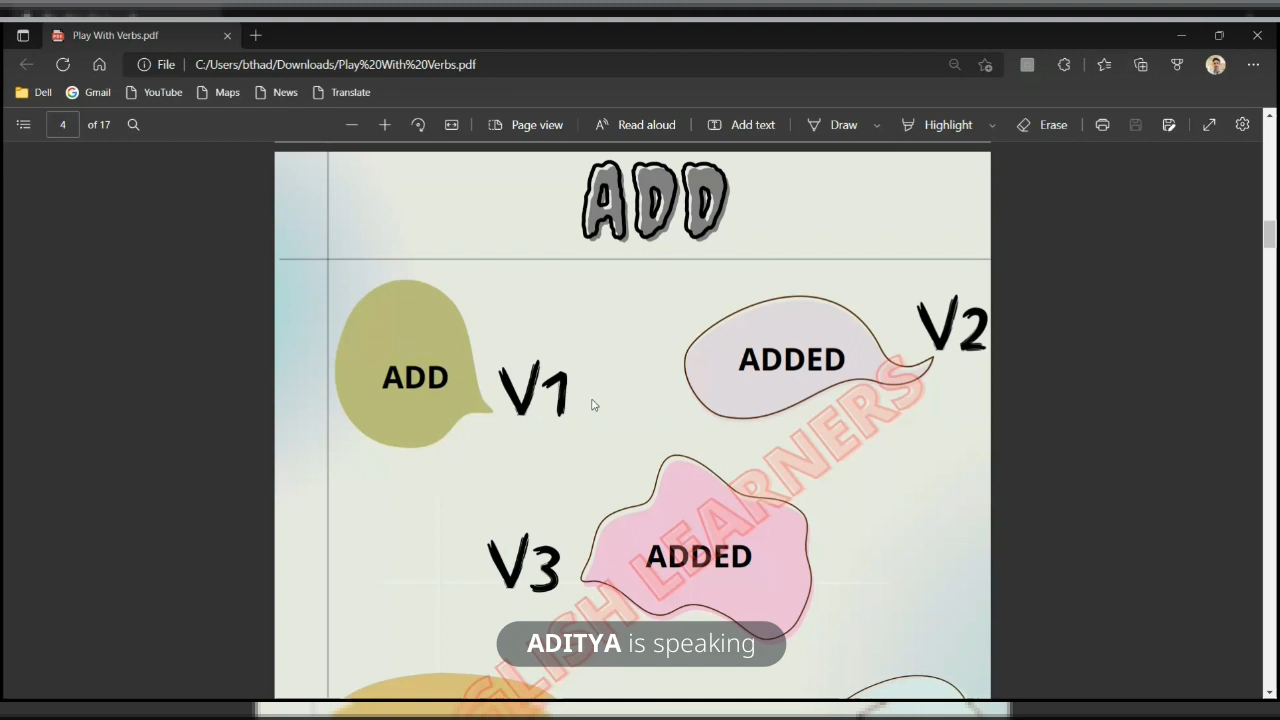 Play With Verbs.pdf
File
C:/Users/bthad/Downloads/Play%20With%20Verbs.pdf
Dell
Gmail
YouTube
Maps
News
Translate
4 of 17
Page view
Read aloud
Add text
Draw
Highlight
Erase
ADD
ADD
V1
ADDED
V2
V3
ADDED
GLISH LEARNERS
ADITYA is speaking